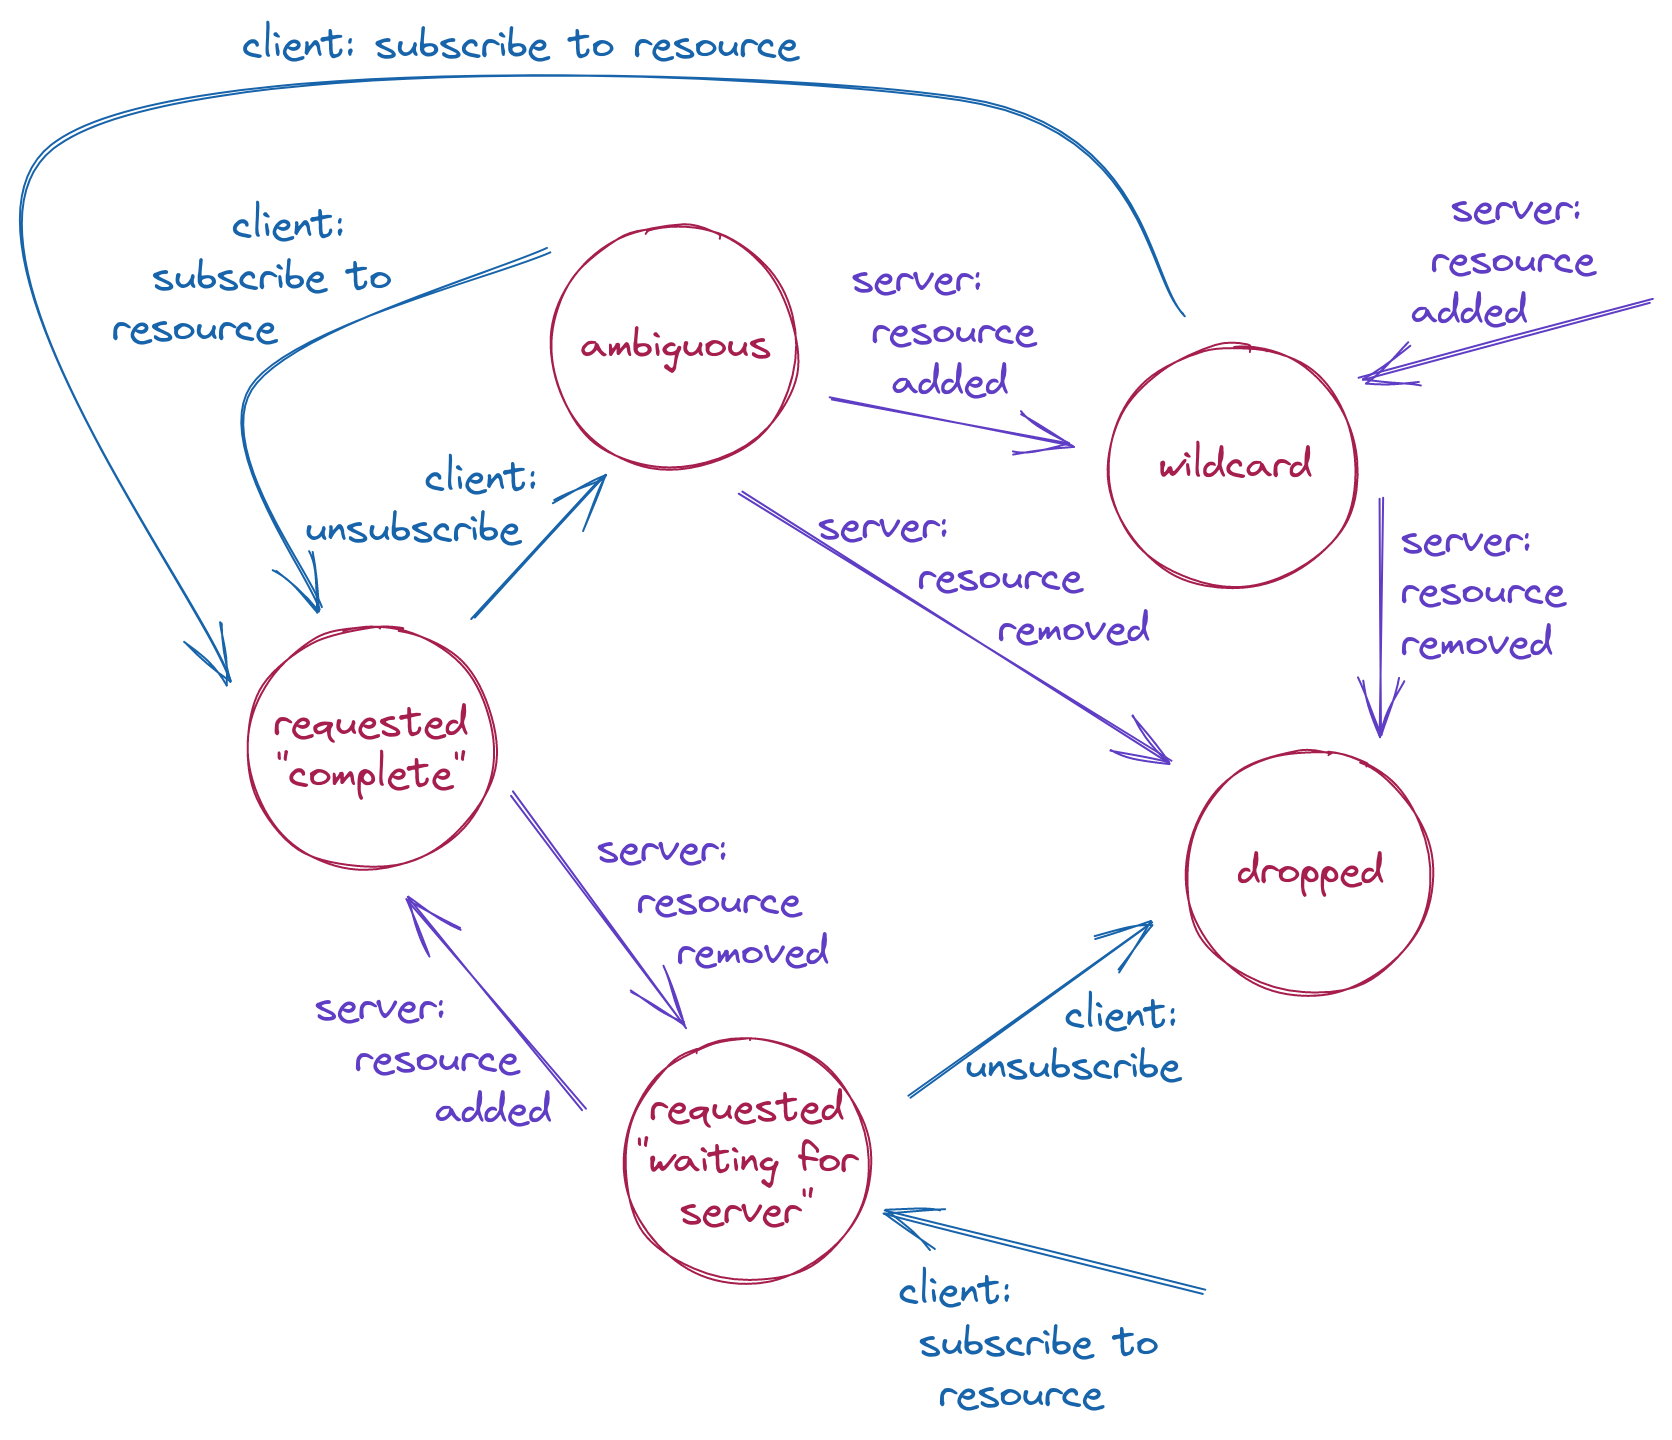 client: subscribe to resource
client:
subscribe to
resource
ambiguous
server:
resource
added
server:
resource
added
wildcard
client:
unsubscribe
server:
resource
removed
server:
resource
removed
requested
"complete"
dropped
server:
resource
removed
server:
resource
added
client:
unsubscribe
requested
"waiting for
server"
client:
subscribe to
resource